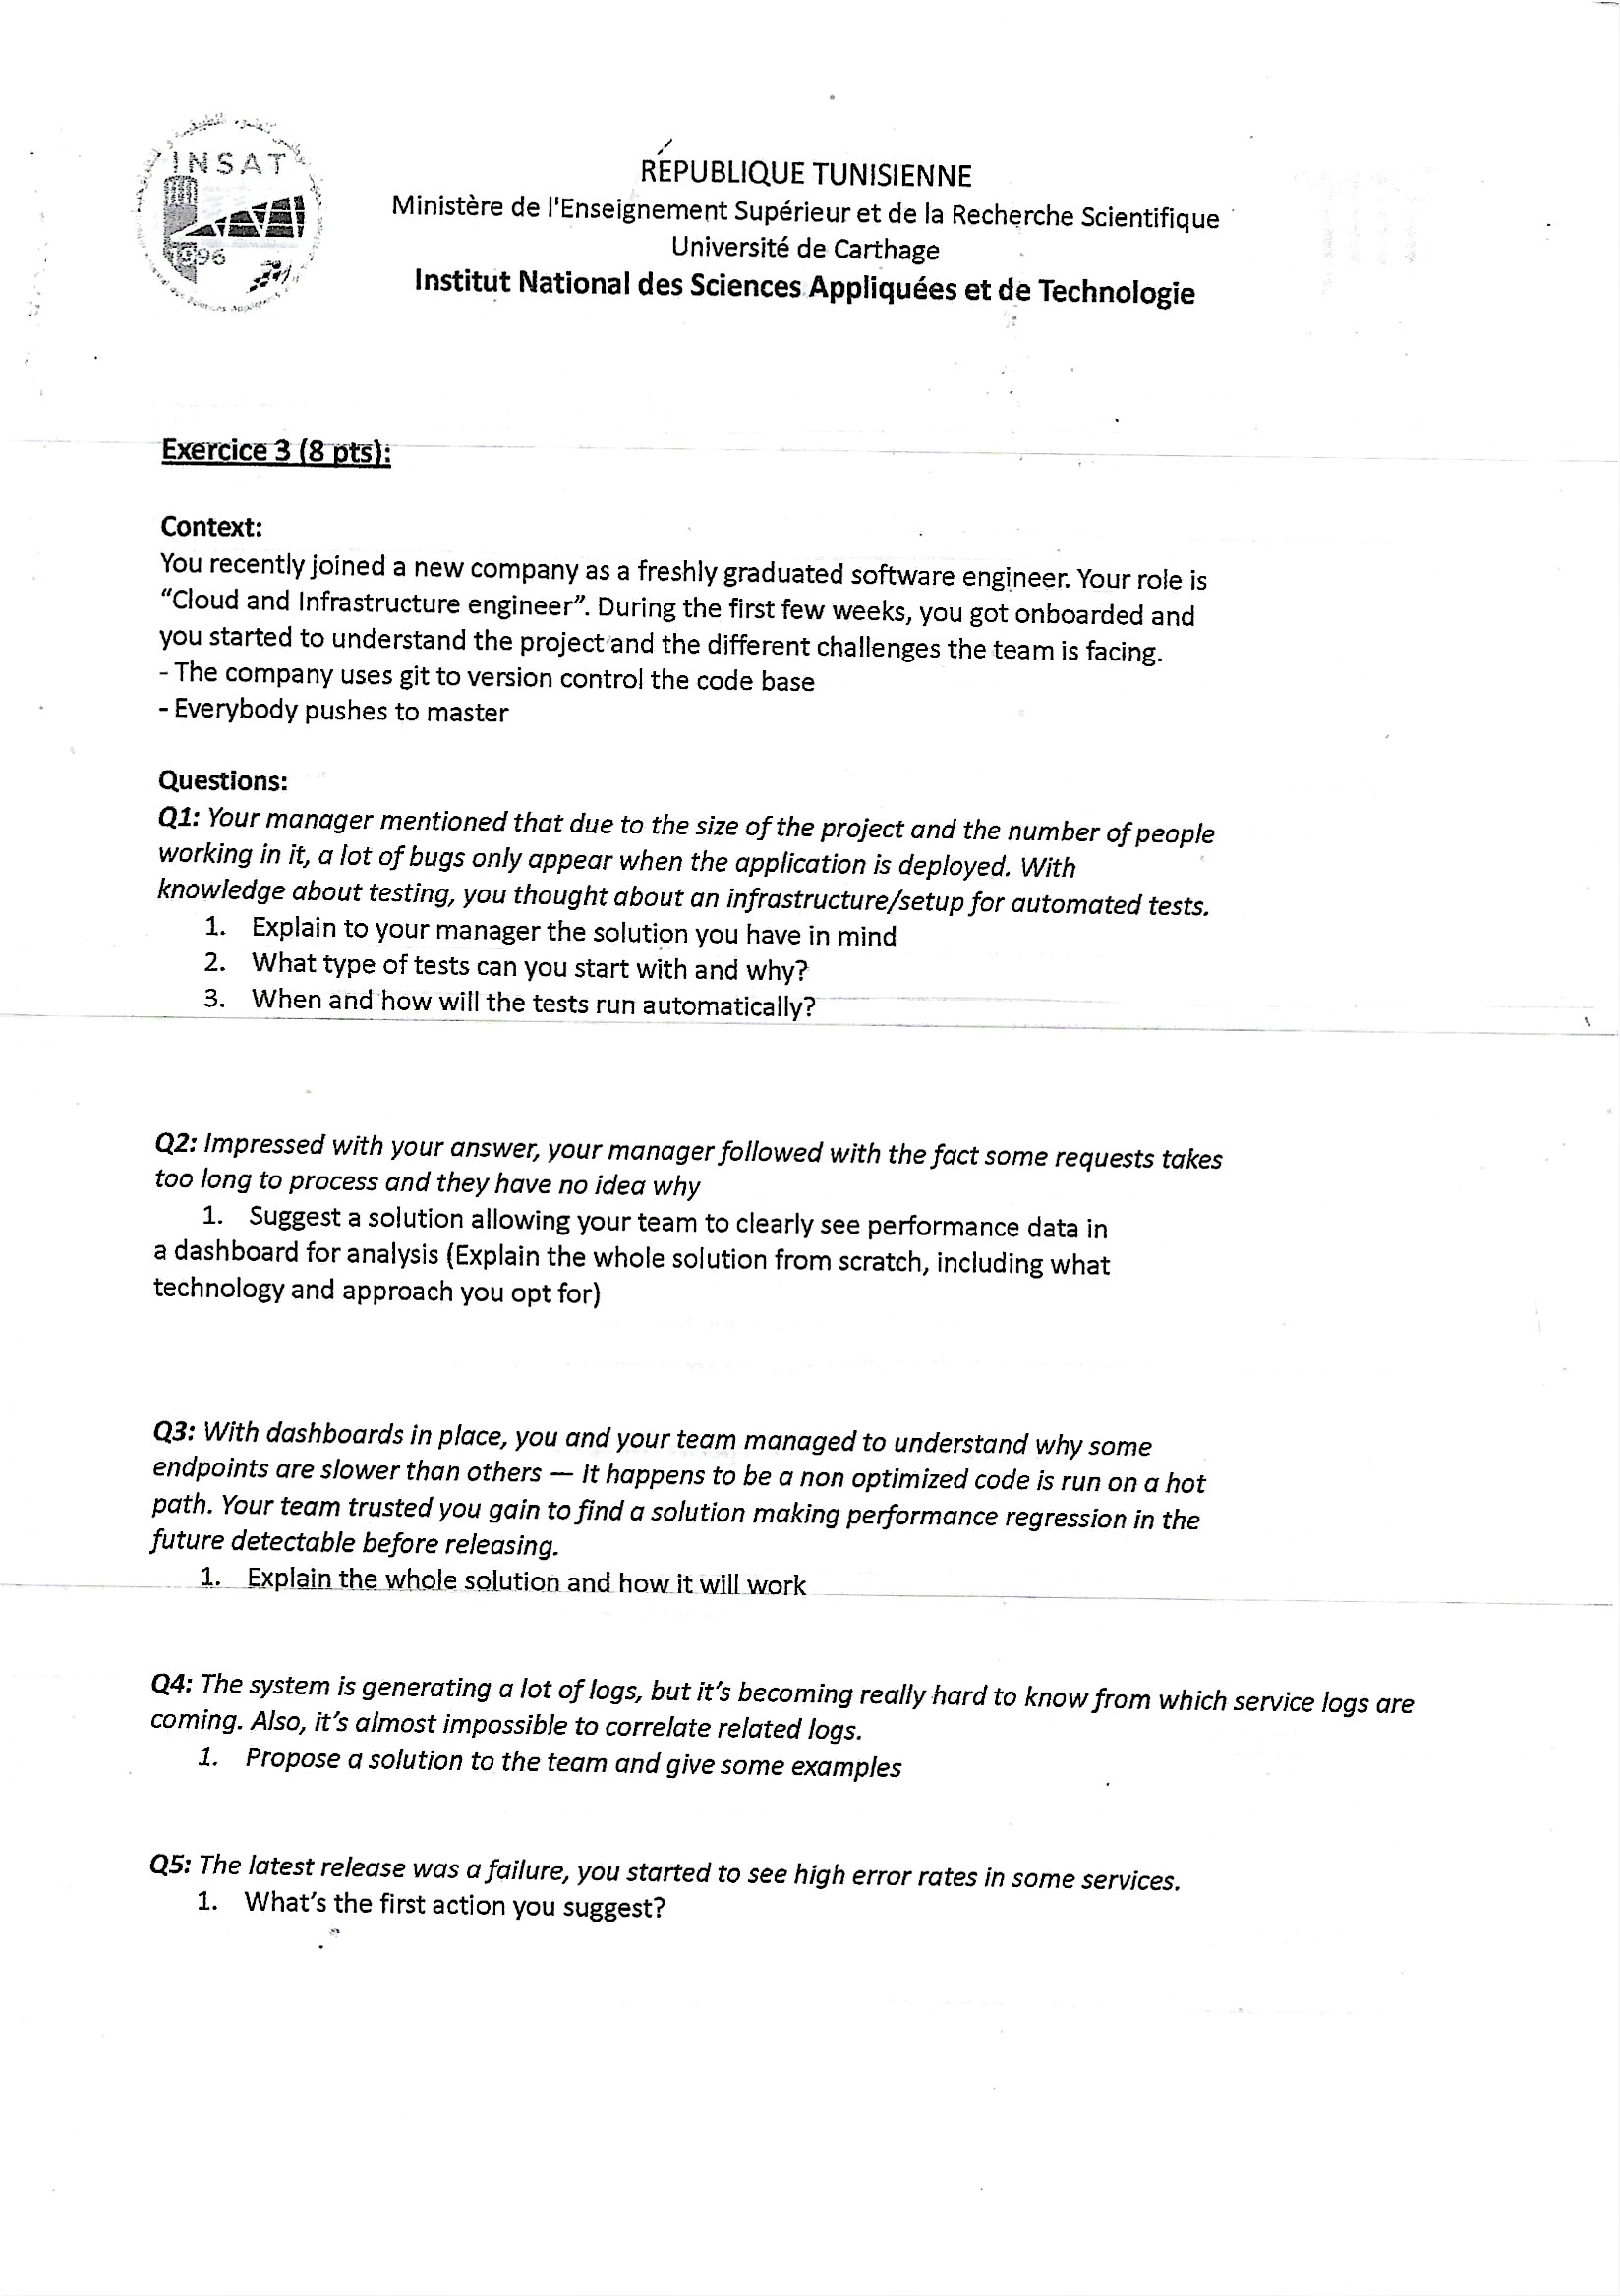 INSAT
1996
RÉPUBLIQUE TUNISIENNE
Ministère de l'Enseignement Supérieur et de la Recherche Scientifique
Université de Carthage
Institut National des Sciences Appliquées et de Technologie
Exercice 3 (8 pts):
Context:
You recently joined a new company as a freshly graduated software engineer. Your role is
“Cloud and Infrastructure engineer”. During the first few weeks, you got onboarded and
you started to understand the project and the different challenges the team is facing.
- The company uses git to version control the code base
- Everybody pushes to master
Questions:
Q1: Your manager mentioned that due to the size of the project and the number of people
working in it, a lot of bugs only appear when the application is deployed. With
knowledge about testing, you thought about an infrastructure/setup for automated tests.
1. Explain to your manager the solution you have in mind
2. What type of tests can you start with and why?
3. When and how will the tests run automatically?
Q2: Impressed with your answer, your manager followed with the fact some requests takes
too long to process and they have no idea why
1. Suggest a solution allowing your team to clearly see performance data in
a dashboard for analysis (Explain the whole solution from scratch, including what
technology and approach you opt for)
Q3: With dashboards in place, you and your team managed to understand why some
endpoints are slower than others — It happens to be a non optimized code is run on a hot
path. Your team trusted you gain to find a solution making performance regression in the
future detectable before releasing.
1. Explain the whole solution and how it will work
Q4: The system is generating a lot of logs, but it’s becoming really hard to know from which service logs are
coming. Also, it’s almost impossible to correlate related logs.
1. Propose a solution to the team and give some examples
Q5: The latest release was a failure, you started to see high error rates in some services.
1. What’s the first action you suggest?